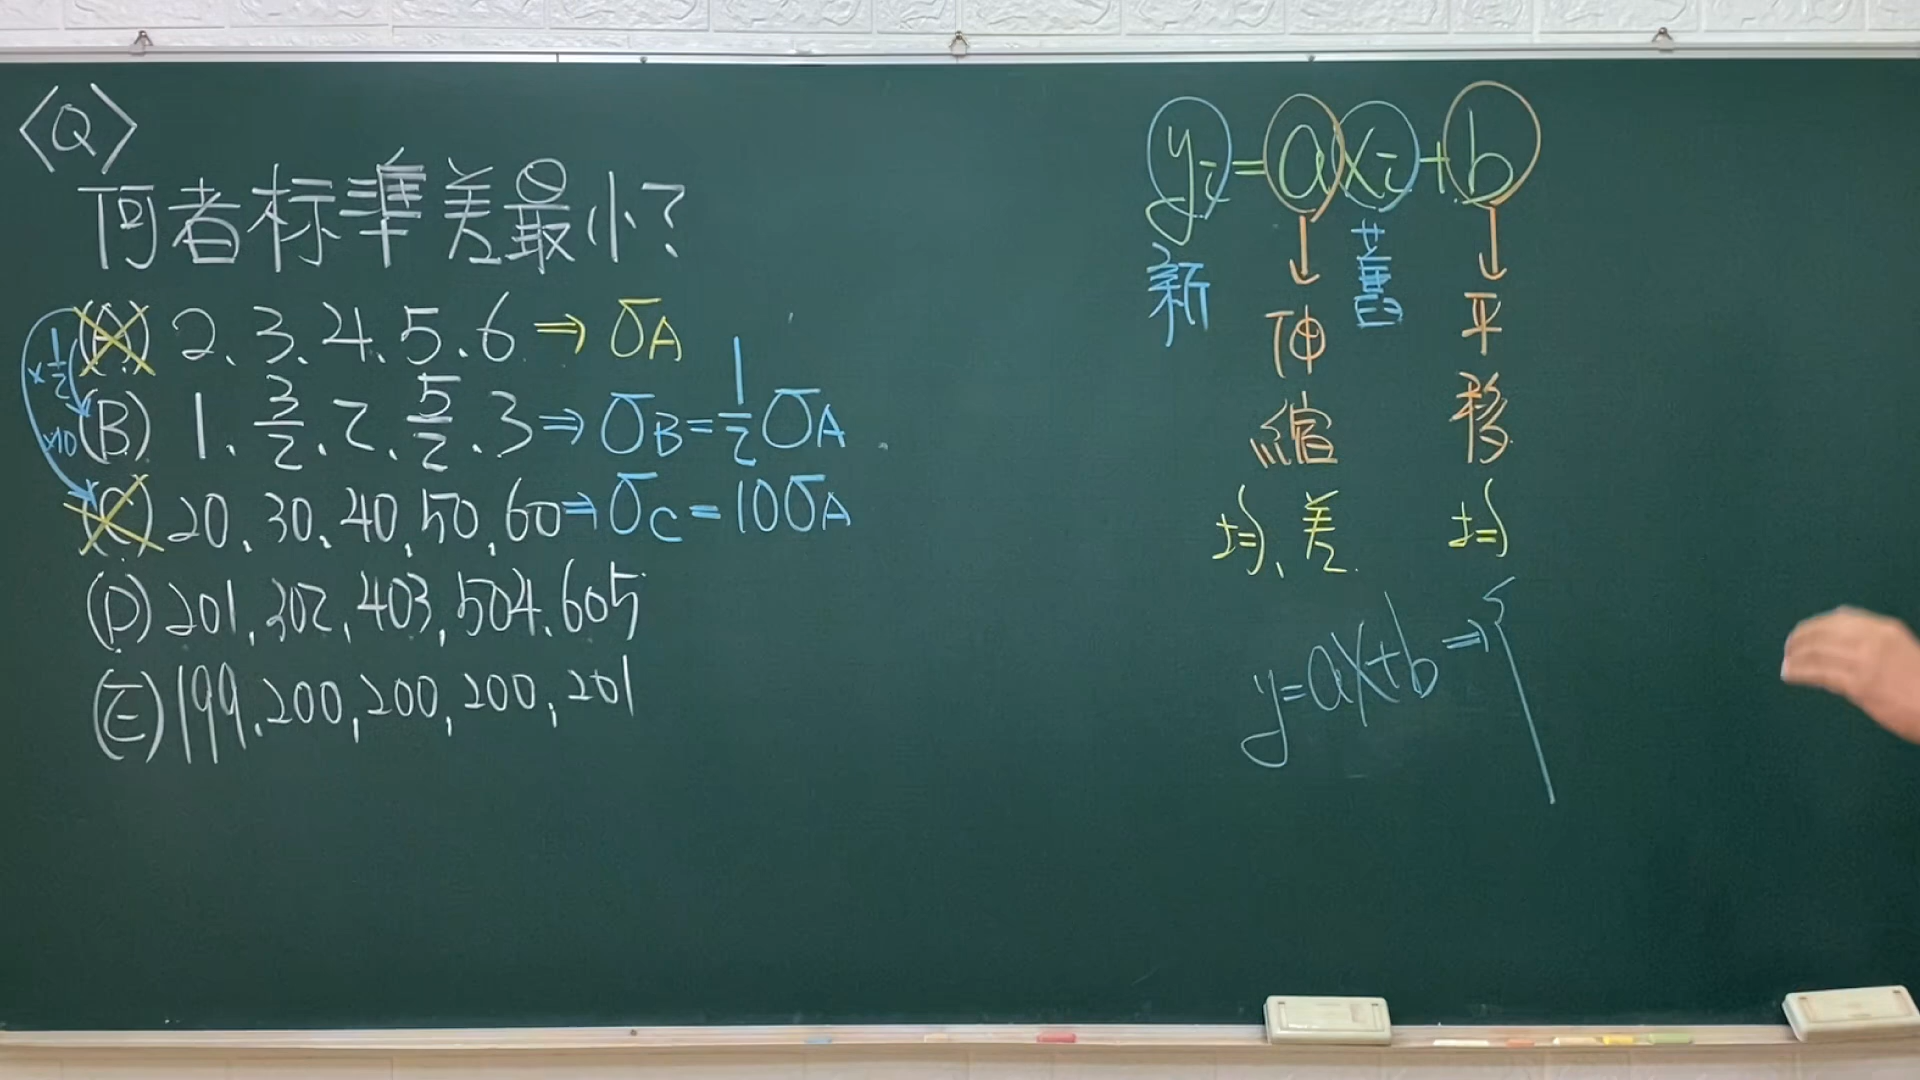 〈Q〉
何者標準差最小?
(A) 2、3、4、5、6 ⇒ σA
×1/2
(B) 1、3/2、2、5/2、3 ⇒ σB = 1/2 σA
×10
(C) 20、30、40、50、60 ⇒ σC = 10σA
(D) 201、302、403、504、605
(E) 199、200、200、200、201
yi = a xi + b
新 舊
↓ ↓
伸縮 平移
均、差 均
y = ax + b ⇒